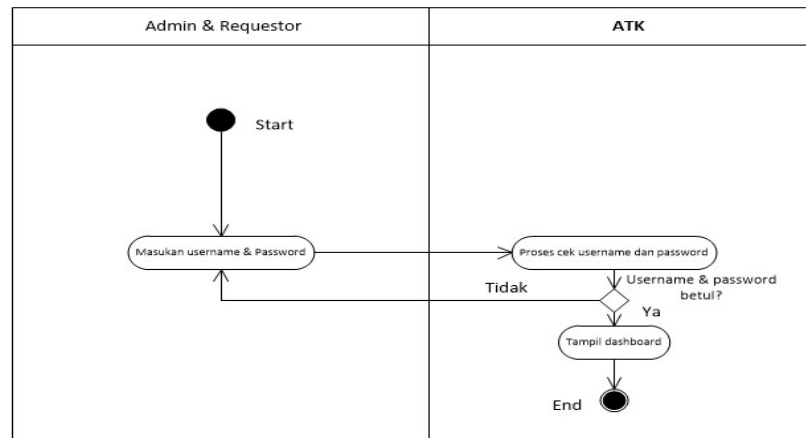 Admin & Requestor
ATK
Start
Masukan username & Password
Proses cek username dan password
Username & password
betul?
Tidak
Ya
Tampil dashboard
End